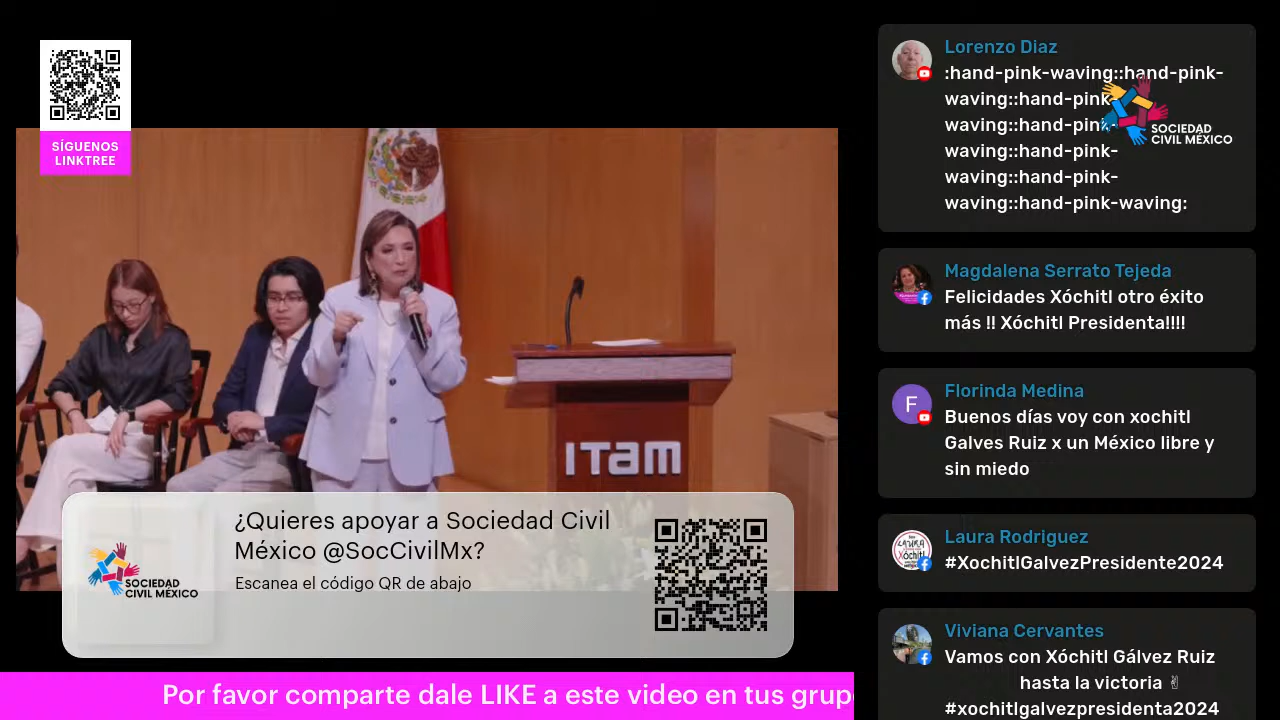 SÍGUENOS
LINKTREE
ITAM
¿Quieres apoyar a Sociedad Civil
México @SocCivilMx?
Escanea el código QR de abajo
SOCIEDAD
CIVIL MÉXICO
Por favor comparte dale LIKE a este video en tus grup
Lorenzo Diaz
:hand-pink-waving::hand-pink-
waving::hand-pink-
waving::hand-pink-
waving::hand-pink-
waving::hand-pink-
waving::hand-pink-waving:
SOCIEDAD
CIVIL MÉXICO
Magdalena Serrato Tejeda
Felicidades Xóchitl otro éxito
más !! Xóchitl Presidenta!!!!
F
Florinda Medina
Buenos días voy con xochitl
Galves Ruiz x un México libre y
sin miedo
Laura Rodriguez
#XochitlGalvezPresidente2024
Viviana Cervantes
Vamos con Xóchitl Gálvez Ruiz
hasta la victoria ✌
#xochitlgalvezpresidenta2024